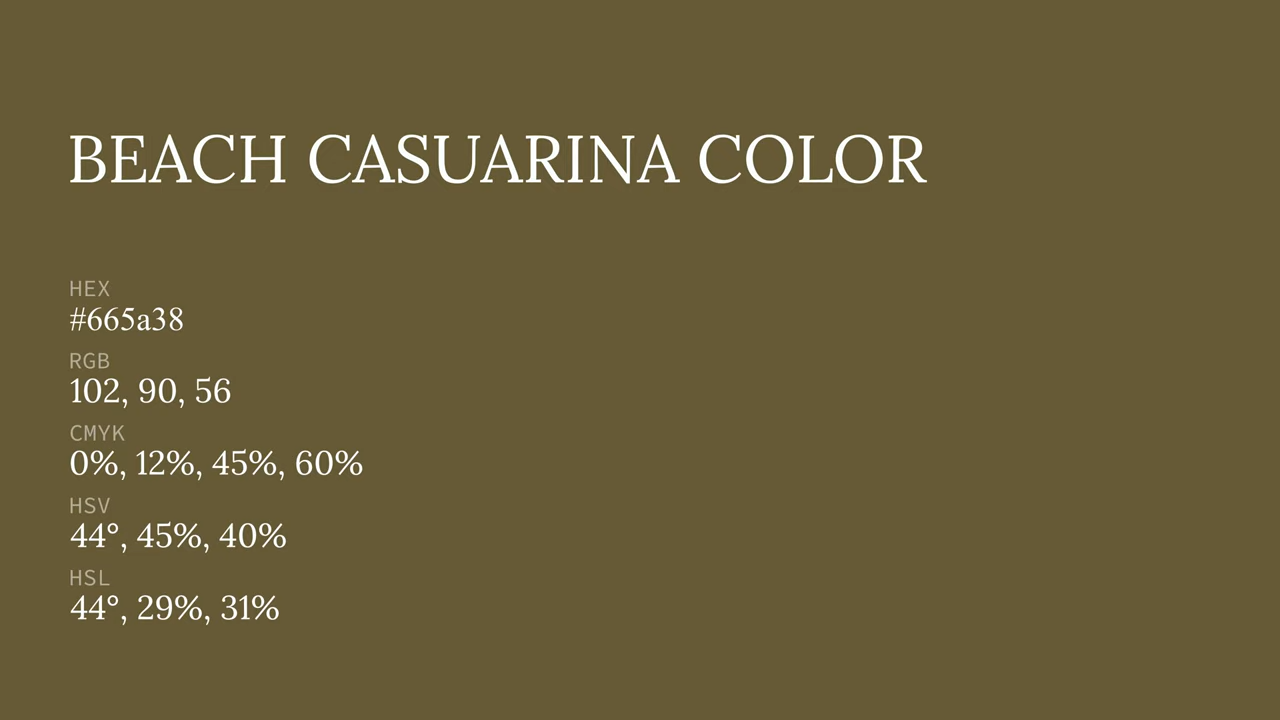 BEACH CASUARINA COLOR
HEX
#665a38
RGB
102, 90, 56
CMYK
0%, 12%, 45%, 60%
HSV
44°, 45%, 40%
HSL
44°, 29%, 31%